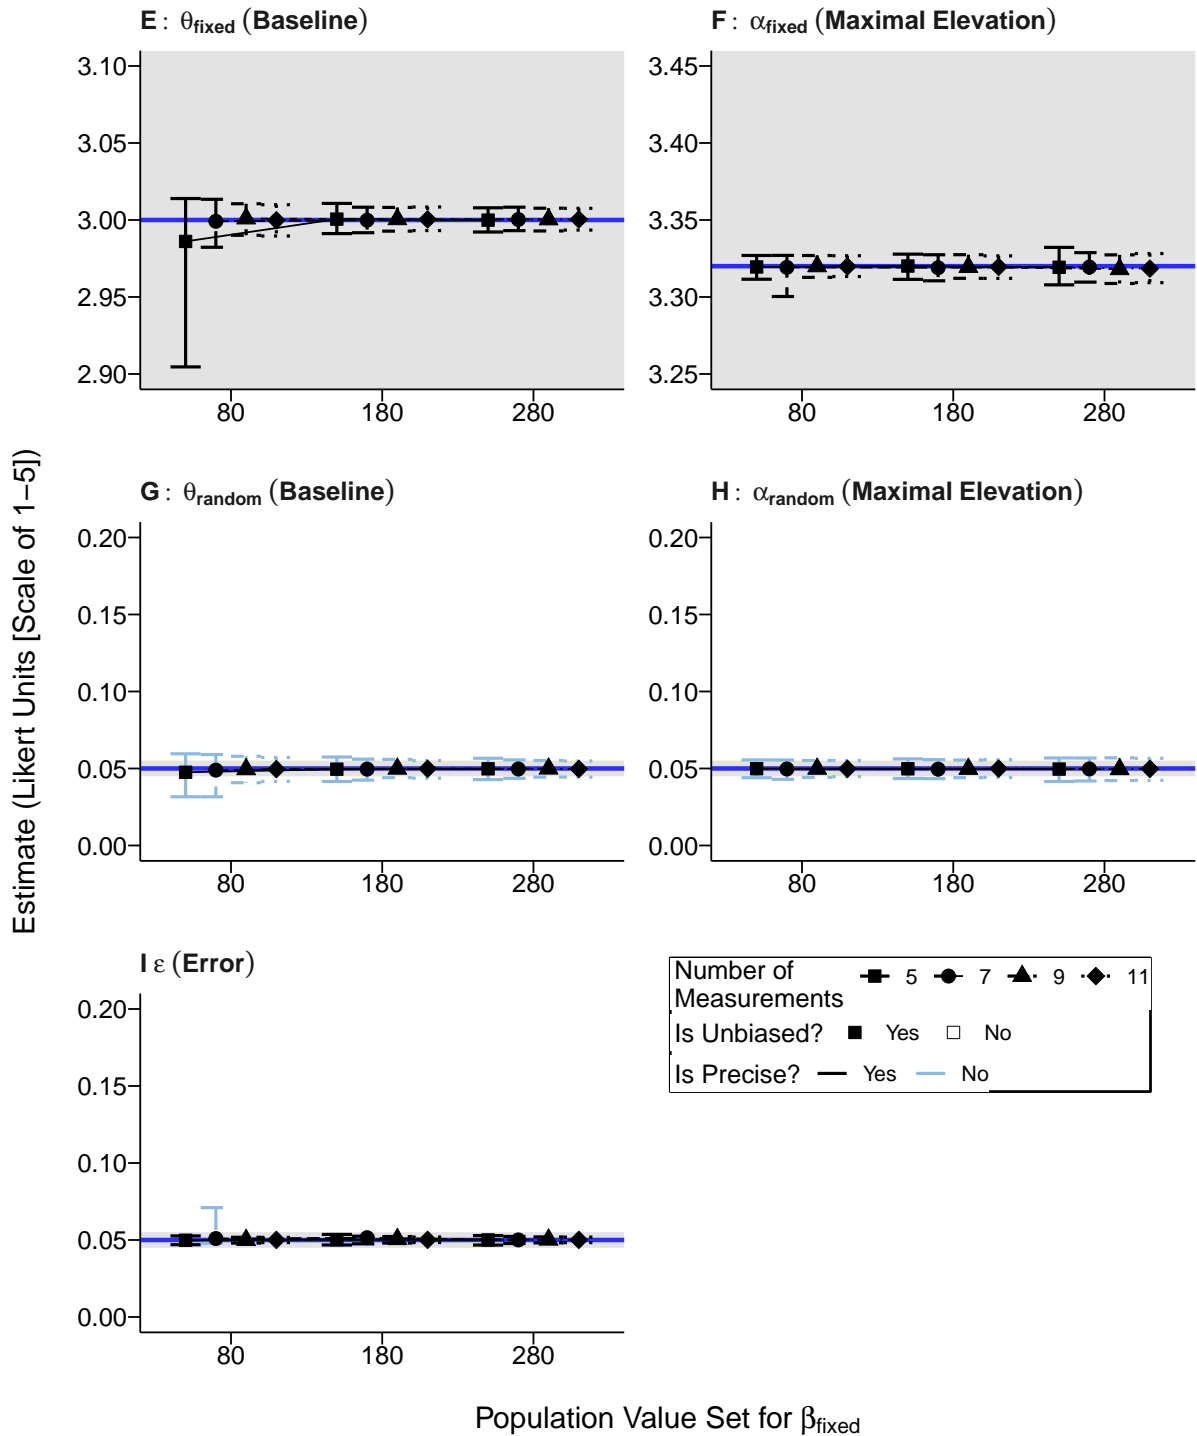 E : θfixed (Baseline)
F : αfixed (Maximal Elevation)
3.10
3.05
3.00
2.95
2.90
80 180 280
3.45
3.40
3.35
3.30
3.25
80 180 280
Estimate (Likert Units [Scale of 1–5])
G : θrandom (Baseline)
H : αrandom (Maximal Elevation)
0.20
0.15
0.10
0.05
0.00
80 180 280
0.20
0.15
0.10
0.05
0.00
80 180 280
I ε (Error)
0.20
0.15
0.10
0.05
0.00
80 180 280
Number of
Measurements 5 7 9 11
Is Unbiased? Yes No
Is Precise? Yes No
Population Value Set for βfixed